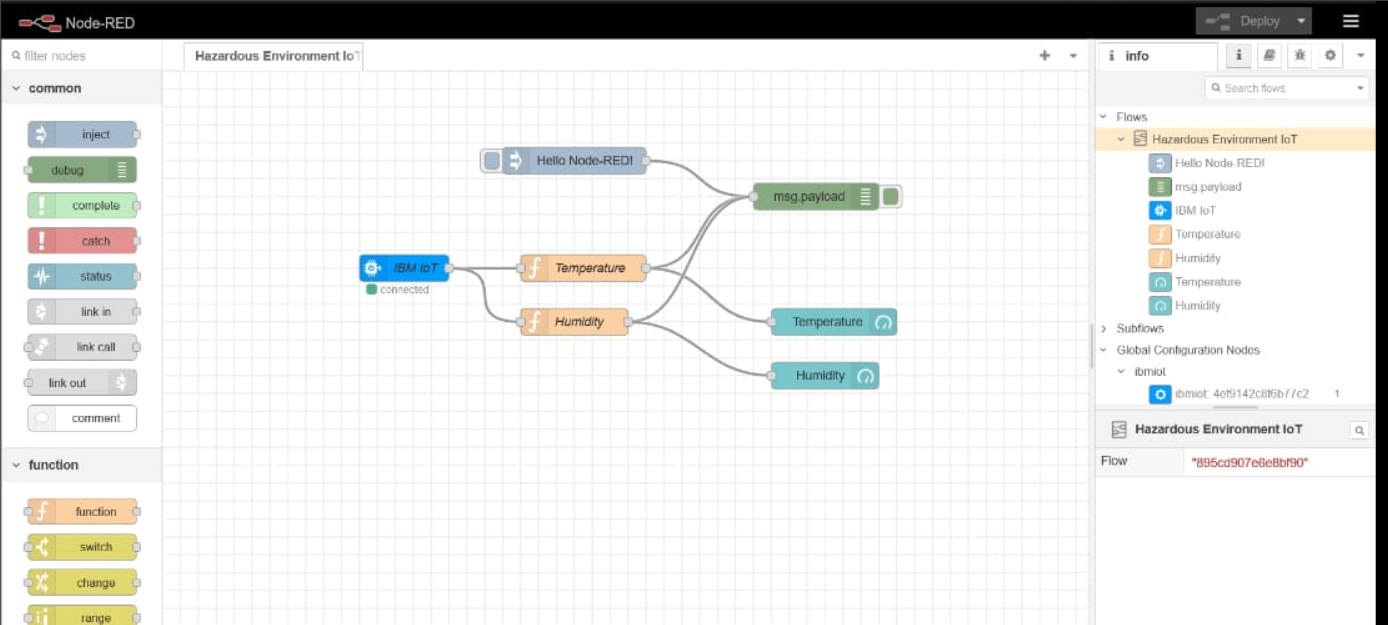 Node-RED
Deploy
filter nodes
Hazardous Environment IoT
info
Search flows
common
inject
debug
complete
catch
status
link in
link call
link out
comment
function
function
switch
change
range
Hello Node-RED!
msg.payload
IBM IoT
connected
Temperature
Humidity
Temperature
Humidity
Flows
Hazardous Environment IoT
Hello Node-RED!
msg.payload
IBM IoT
Temperature
Humidity
Temperature
Humidity
Subflows
Global Configuration Nodes
ibmiot
ibmiot: 4ef9142c8f6b77c2 1
Hazardous Environment IoT
Flow "895cd907e6e8bf90"